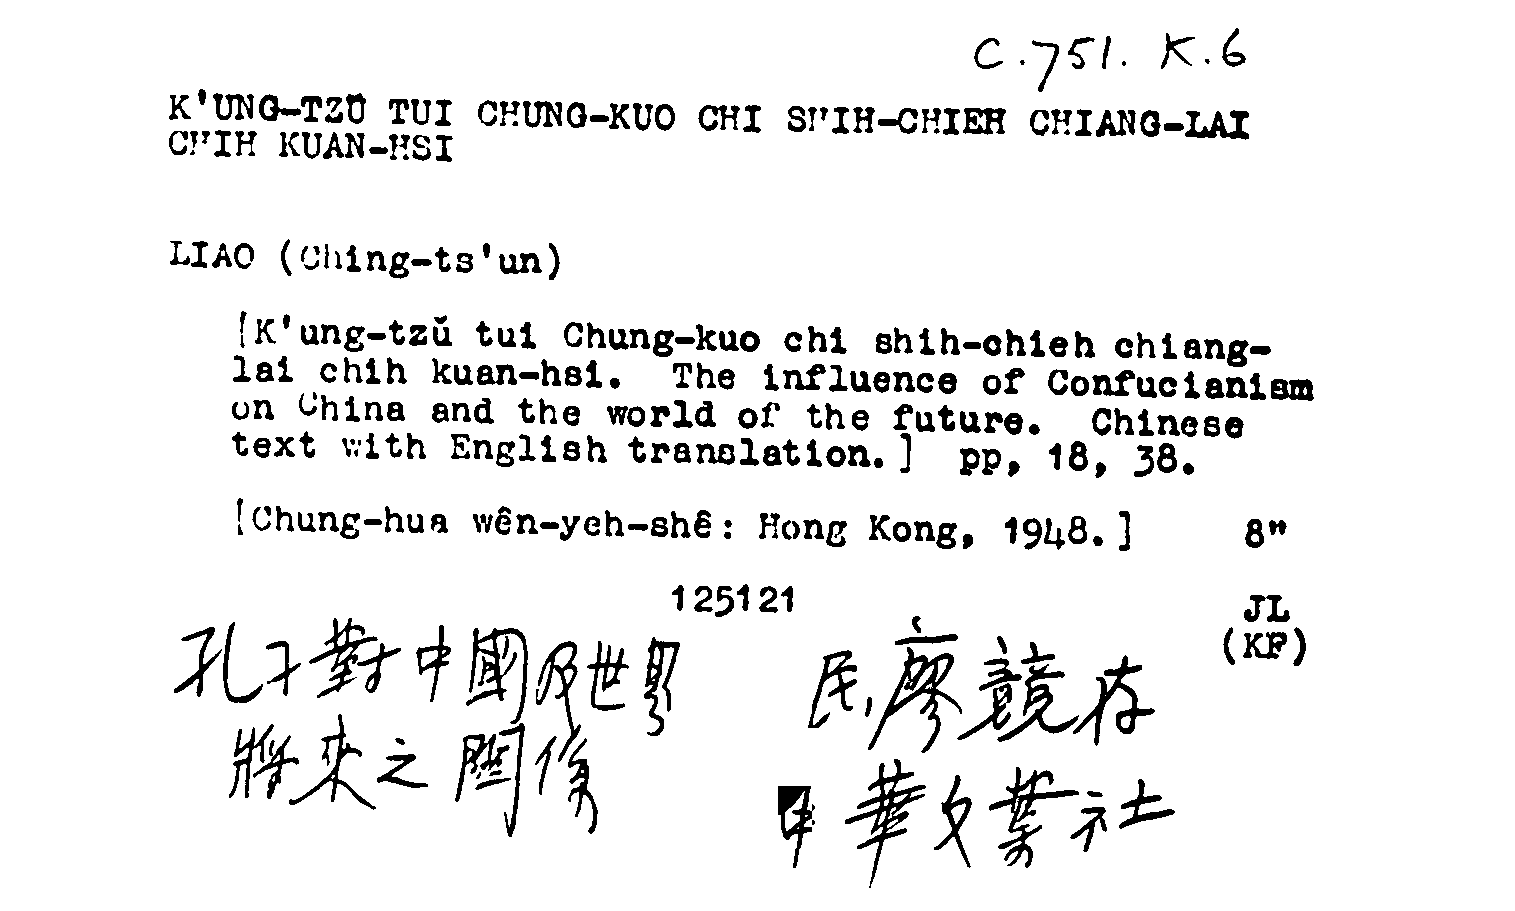 C.751.K.6
K'UNG-TZŬ TUI CHUNG-KUO CHI SHIH-CHIEH CHIANG-LAI
CHIH KUAN-HSI
LIAO (Ching-ts'un)
[K'ung-tzŭ tui Chung-kuo chi shih-chieh chiang-
lai chih kuan-hsi. The influence of Confucianism
on China and the world of the future. Chinese
text with English translation.] pp, 18, 38.
[Chung-hua wên-yeh-shê: Hong Kong, 1948.] 8"
125121
JL
(KF)
孔子對中國及世界
將來之關係
民,廖競存
中華文業社